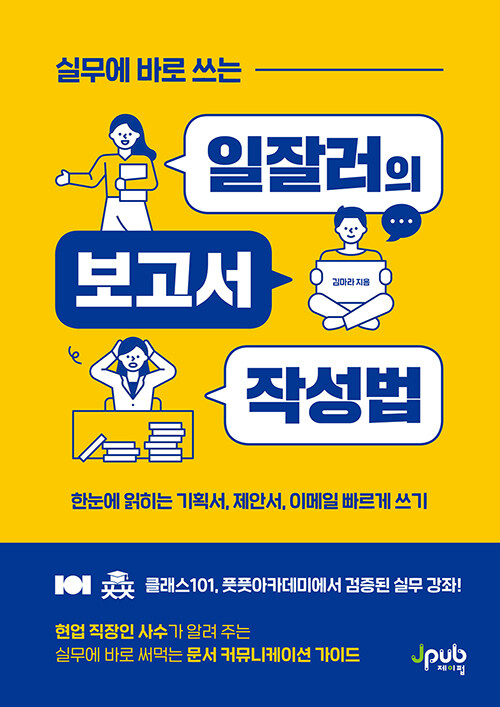 실무에 바로 쓰는
일잘러의
보고서
김마라 지음
작성법
한눈에 읽히는 기획서, 제안서, 이메일 빠르게 쓰기
101 풋풋 클래스101, 풋풋아카데미에서 검증된 실무 강좌!
현업 직장인 사수가 알려 주는
실무에 바로 써먹는 문서 커뮤니케이션 가이드
Jpub
제이펍